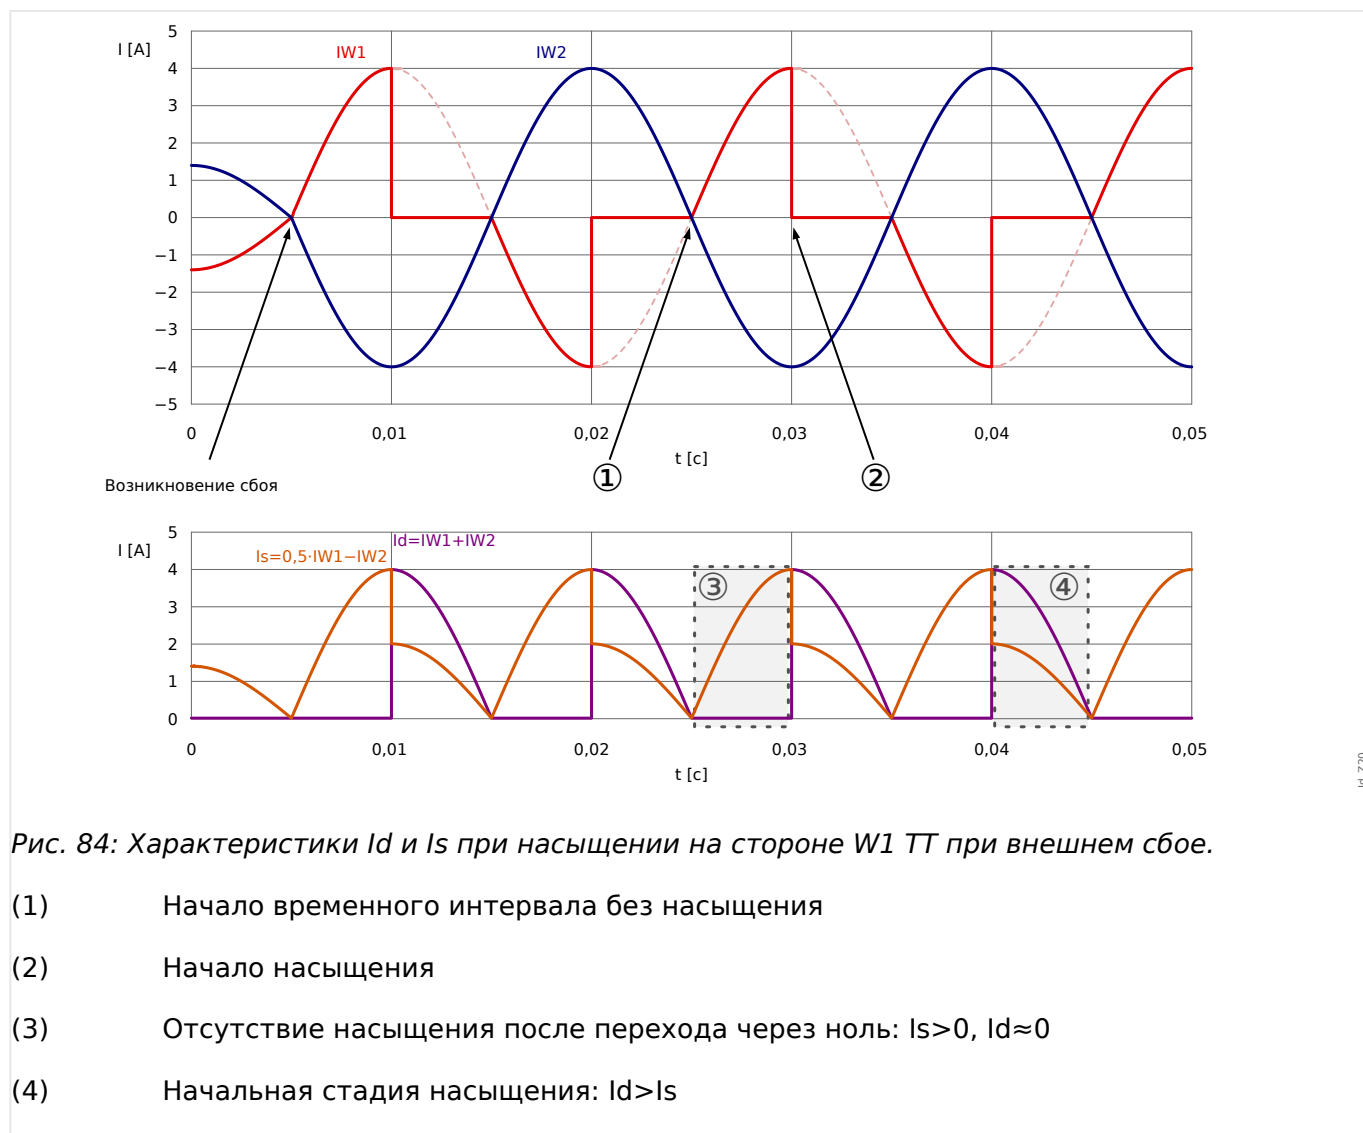 I [A]
5
IW1
IW2
4
3
2
1
0
−1
−2
−3
−4
−5
0
0,01
0,02
0,03
0,04
0,05
t [c]
①
②
Возникновение сбоя
5
I [A]
Id=IW1+IW2
Is=0,5·IW1−IW2
4
③
④
3
2
1
0
0
0,01
0,02
0,03
0,04
0,05
t [c]
Рис. 84: Характеристики Id и Is при насыщении на стороне W1 ТТ при внешнем сбое.
(1) Начало временного интервала без насыщения
(2) Начало насыщения
(3) Отсутствие насыщения после перехода через ноль: Is>0, Id≈0
(4) Начальная стадия насыщения: Id>Is